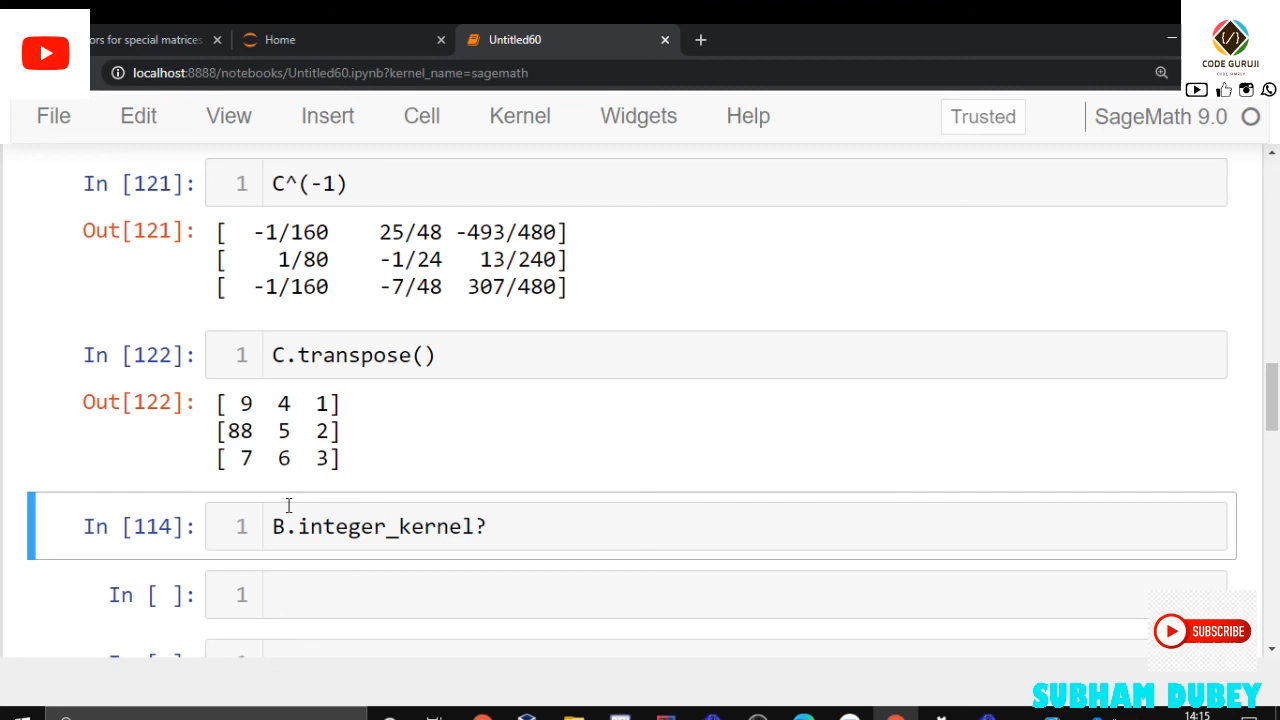 ors for special matrices
Home
Untitled60
localhost:8888/notebooks/Untitled60.ipynb?kernel_name=sagemath
CODE GURUJI
File Edit View Insert Cell Kernel Widgets Help Trusted SageMath 9.0
In [121]: 1 C^(-1)
Out[121]: [ -1/160 25/48 -493/480]
[ 1/80 -1/24 13/240]
[ -1/160 -7/48 307/480]
In [122]: 1 C.transpose()
Out[122]: [ 9 4 1]
[88 5 2]
[ 7 6 3]
In [114]: 1 B.integer_kernel?
In [ ]: 1
SUBSCRIBE
SUBHAM DUBEY
14:15